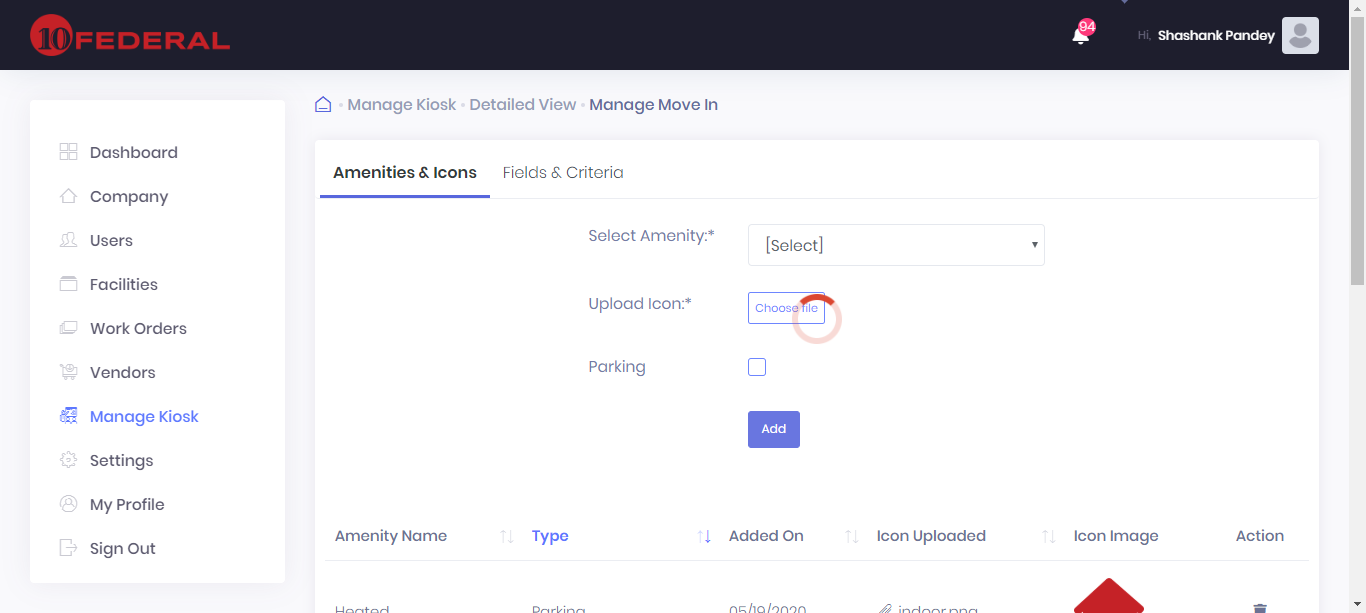 10 FEDERAL
94
Hi, Shashank Pandey
Manage Kiosk • Detailed View • Manage Move In
Dashboard
Company
Users
Facilities
Work Orders
Vendors
Manage Kiosk
Settings
My Profile
Sign Out
Amenities & Icons Fields & Criteria
Select Amenity:* [Select]
Upload Icon:* Choose file
Parking
Add
Amenity Name Type Added On Icon Uploaded Icon Image Action
Heated Parking 05/19/2020 indoor.png